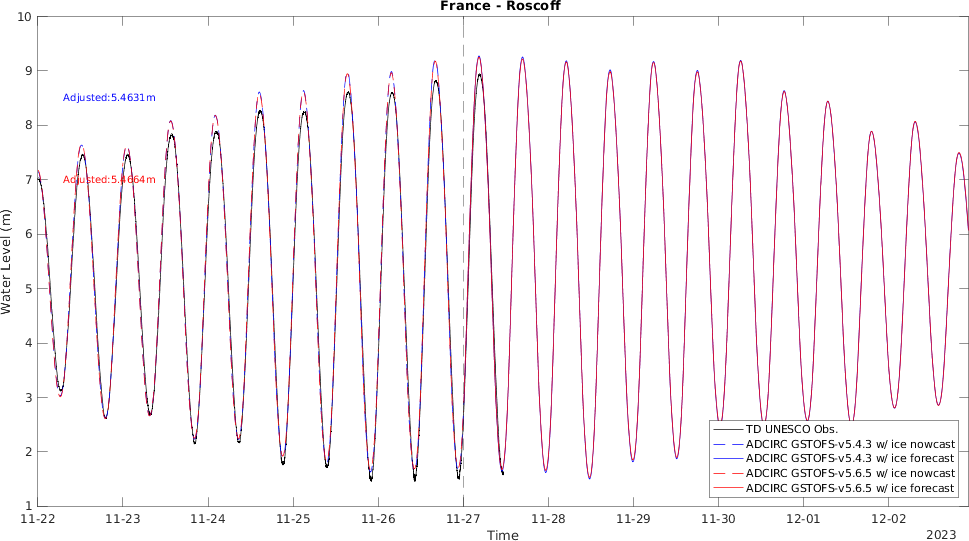 France - Roscoff
10
9
8
7
6
5
4
3
2
1
Water Level (m)
Adjusted:5.4631m
Adjusted:5.4664m
TD UNESCO Obs.
ADCIRC GSTOFS-v5.4.3 w/ ice nowcast
ADCIRC GSTOFS-v5.4.3 w/ ice forecast
ADCIRC GSTOFS-v5.6.5 w/ ice nowcast
ADCIRC GSTOFS-v5.6.5 w/ ice forecast
11-22 11-23 11-24 11-25 11-26 11-27 11-28 11-29 11-30 12-01 12-02
Time
2023